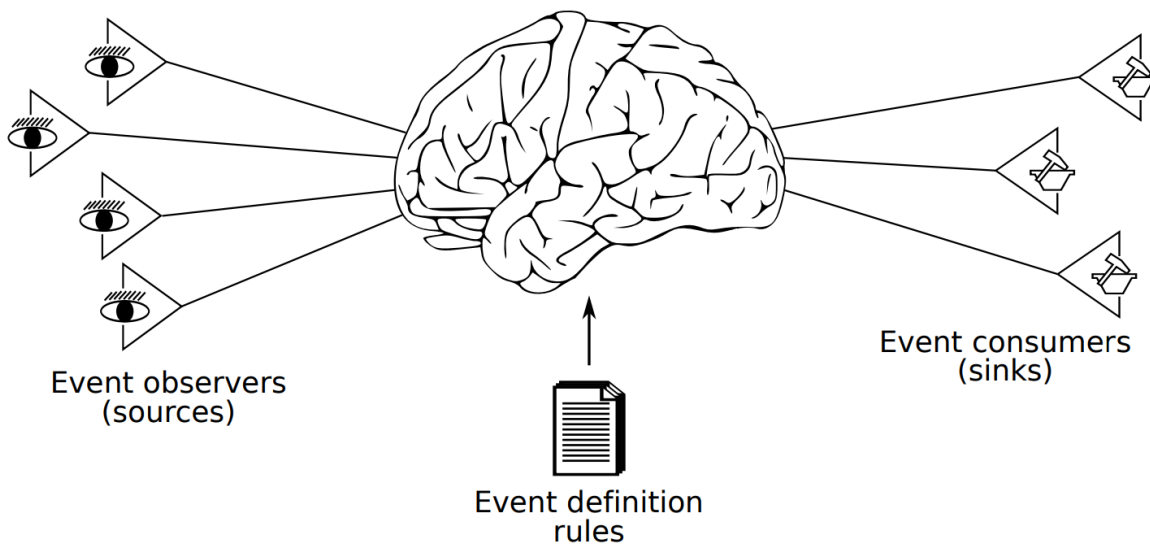 Event observers
(sources)
Event consumers
(sinks)
Event definition
rules